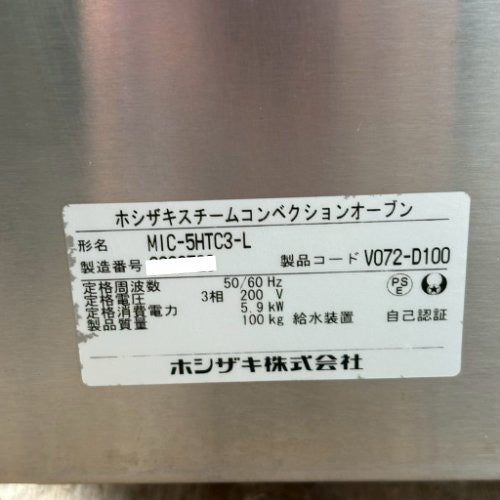 ホシザキスチームコンベクションオーブン
形名 MIC-5HTC3-L
製造番号 製品コード V072-D100
定格周波数 50/60 Hz
定格電圧 3相 200 V
定格消費電力 5.9 kW
製品質量 100 kg 給水装置 自己認証
PSE
ホシザキ株式会社